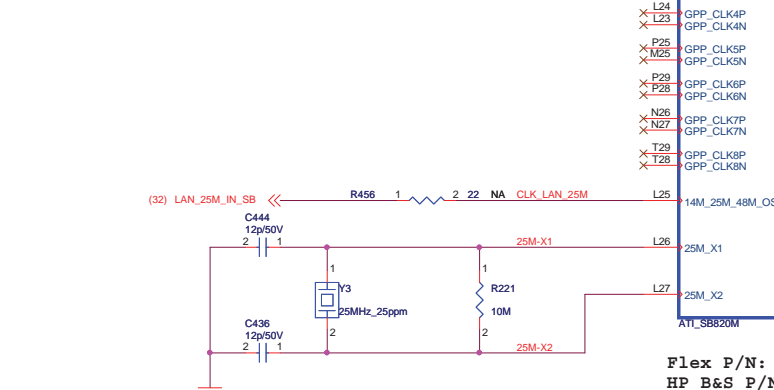 L24 GPP_CLK4P
L23 GPP_CLK4N
P25 GPP_CLK5P
M25 GPP_CLK5N
P29 GPP_CLK6P
P28 GPP_CLK6N
N26 GPP_CLK7P
N27 GPP_CLK7N
T29 GPP_CLK8P
T28 GPP_CLK8N
(32) LAN_25M_IN_SB R456 1 2 22 NA CLK_LAN_25M L25 14M_25M_48M_OS
C444
12p/50V
2 1 25M-X1 L26 25M_X1
1 1
Y3 R221
25MHz_25ppm 10M
L27 25M_X2
2 2
C436
12p/50V
2 1 25M-X2
ATI_SB820M
Flex P/N:
HP B&S P/N